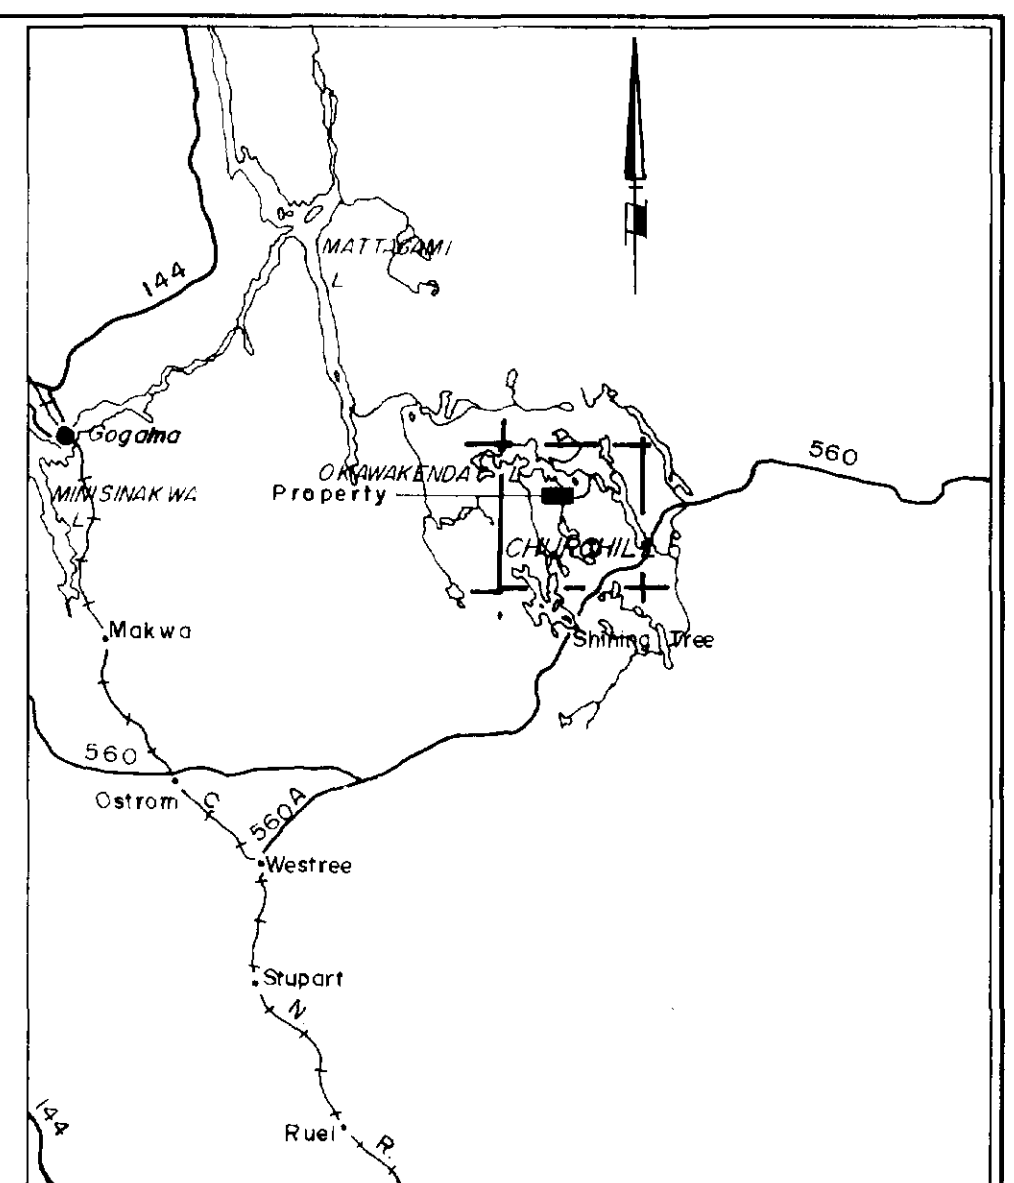 MATTAGAMI
L
144
Gogama
560
OKAWAKENDA L
MINISINAKWA
L
Property
CHURCHILL
Makwa
Shining Tree
560
Ostrom
C
560A
Westree
Stupart
N
144
Ruel
R.